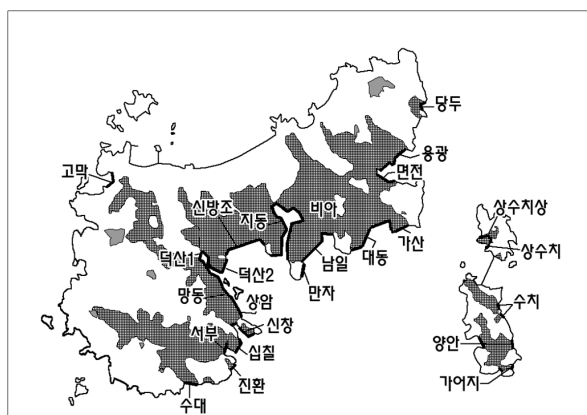 당두
용광
고막
면전
상수치상
신방조
지동
비아
상수치
가산
대동
덕산1
남일
덕산2
만자
망동
상암
수치
신창
서부
양안
십칠
진환
가어지
수대